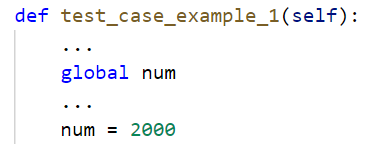 def test_case_example_1(self):
    ...
    global num
    ...
    num = 2000